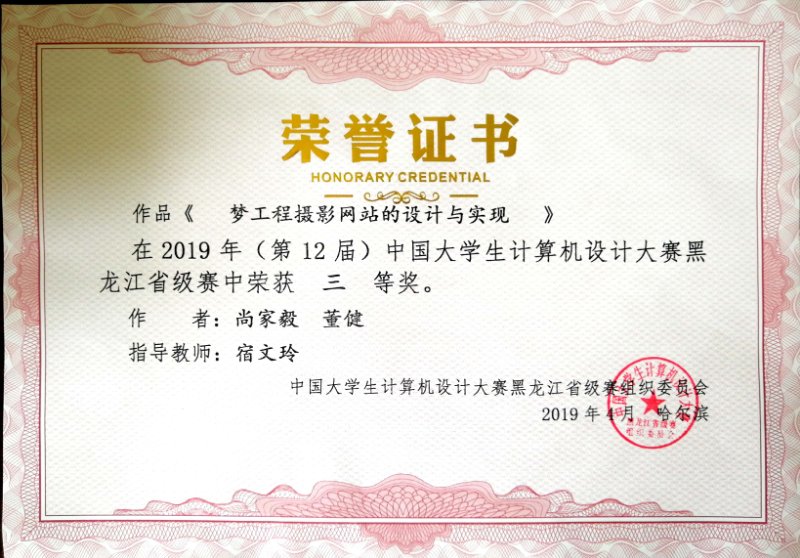 荣誉证书
HONORARY CREDENTIAL
作品《 梦工程摄影网站的设计与实现 》
在 2019 年（第 12 届）中国大学生计算机设计大赛黑
龙江省级赛中荣获 三 等奖。
作 者：尚家毅 董健
指导教师：宿文玲
中国大学生计算机设计大赛黑龙江省级赛组织委员会
2019 年 4 月 哈尔滨
中国大学生计算机设计大赛
黑龙江省级赛
组织委员会